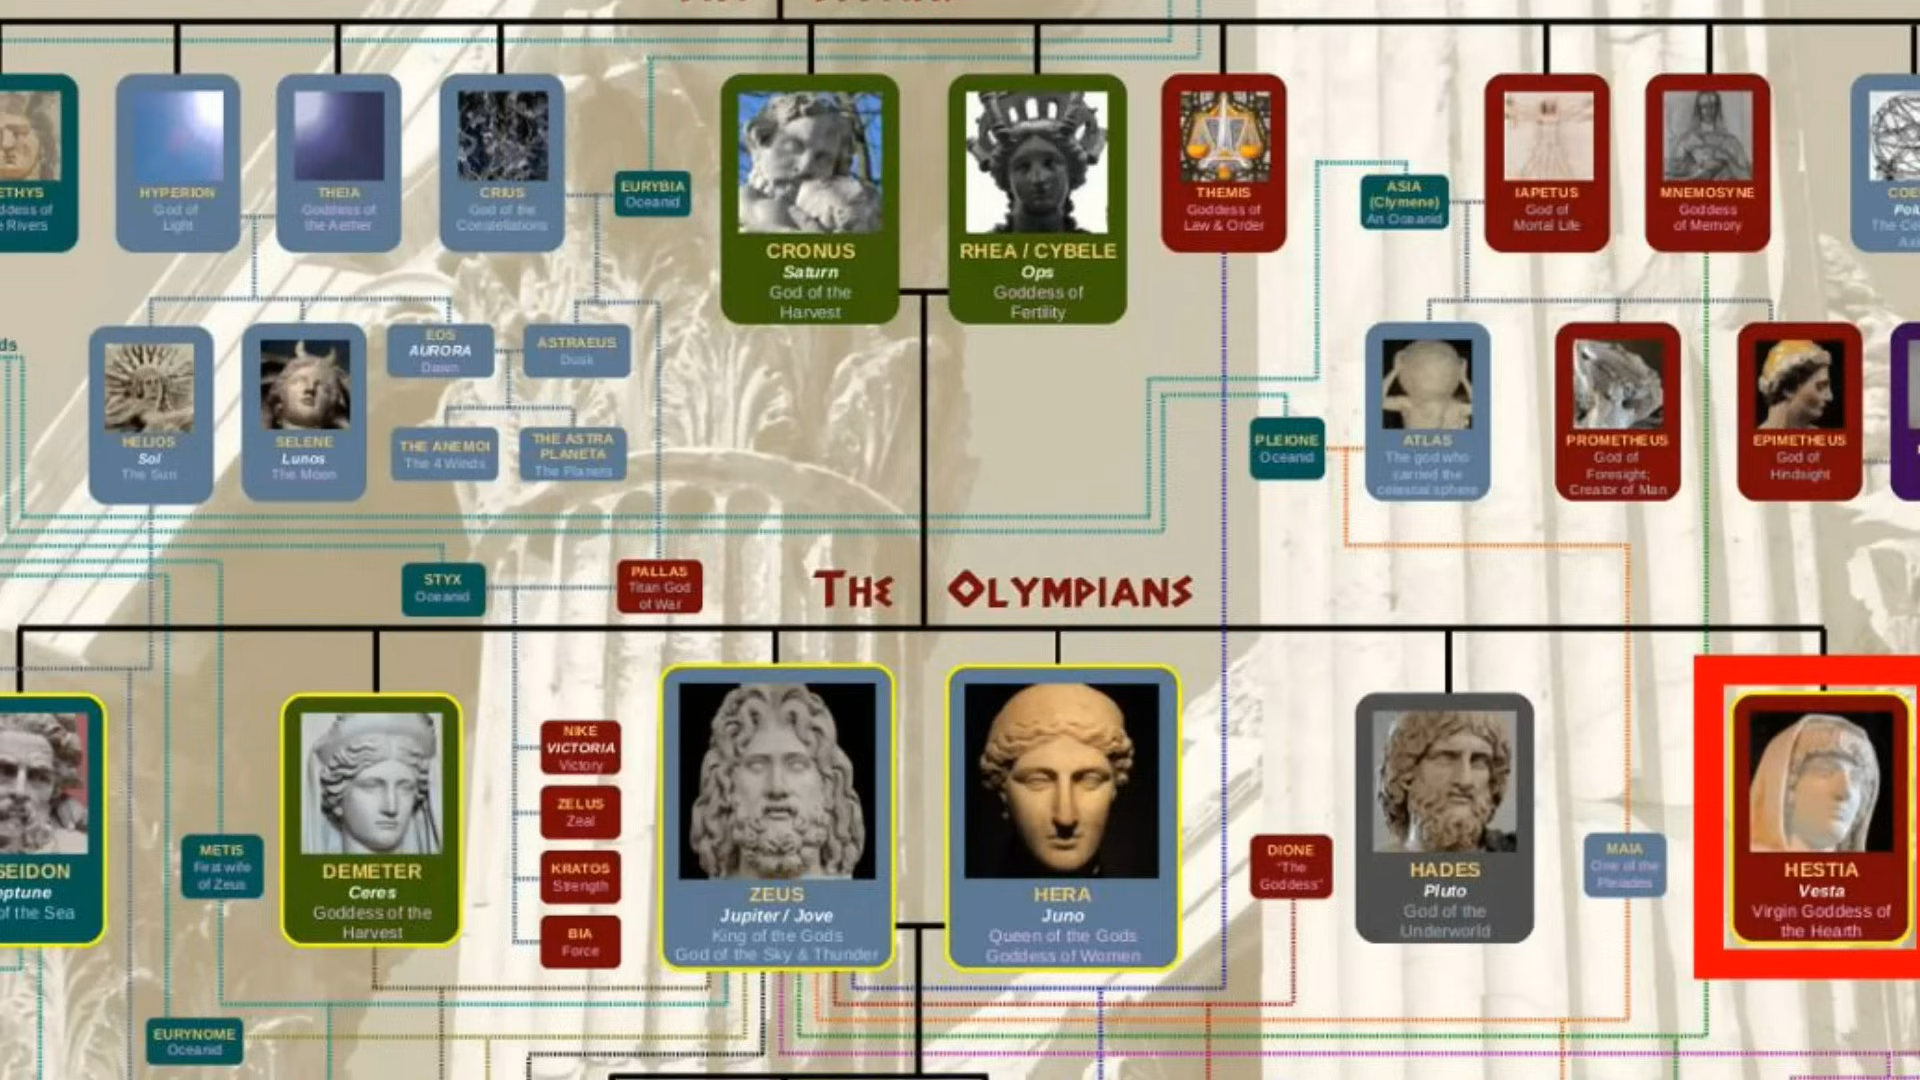 ETHYS
ddess of
e Rivers
HYPERION
God of
Light
THEIA
Goddess of
the Aether
CRIUS
God of the
Constellations
EURYBIA
Oceanid
CRONUS
Saturn
God of the
Harvest
RHEA / CYBELE
Ops
Goddess of
Fertility
THEMIS
Goddess of
Law & Order
ASIA
(Clymene)
An Oceanid
IAPETUS
God of
Mortal Life
MNEMOSYNE
Goddess
of Memory
COE
The Ce
ds
HELIOS
Sol
The Sun
SELENE
Lunos
The Moon
EOS
AURORA
Dawn
ASTRAEUS
Dusk
THE ANEMOI
The 4 Winds
THE ASTRA
PLANETA
The Planets
PLEIONE
Oceanid
ATLAS
The god who
carried the
celestial sphere
PROMETHEUS
God of
Foresight;
Creator of Man
EPIMETHEUS
God of
Hindsight
STYX
Oceanid
PALLAS
Titan God
of War
THE OLYMPIANS
SEIDON
eptune
of the Sea
METIS
First wife
of Zeus
DEMETER
Ceres
Goddess of the
Harvest
NIKE
VICTORIA
Victory
ZELUS
Zeal
KRATOS
Strength
BIA
Force
ZEUS
Jupiter / Jove
King of the Gods
God of the Sky & Thunder
HERA
Juno
Queen of the Gods
Goddess of Women
DIONE
"The
Goddess"
HADES
Pluto
God of the
Underworld
MAIA
One of the
Pleiades
HESTIA
Vesta
Virgin Goddess of
the Hearth
EURYNOME
Oceanid